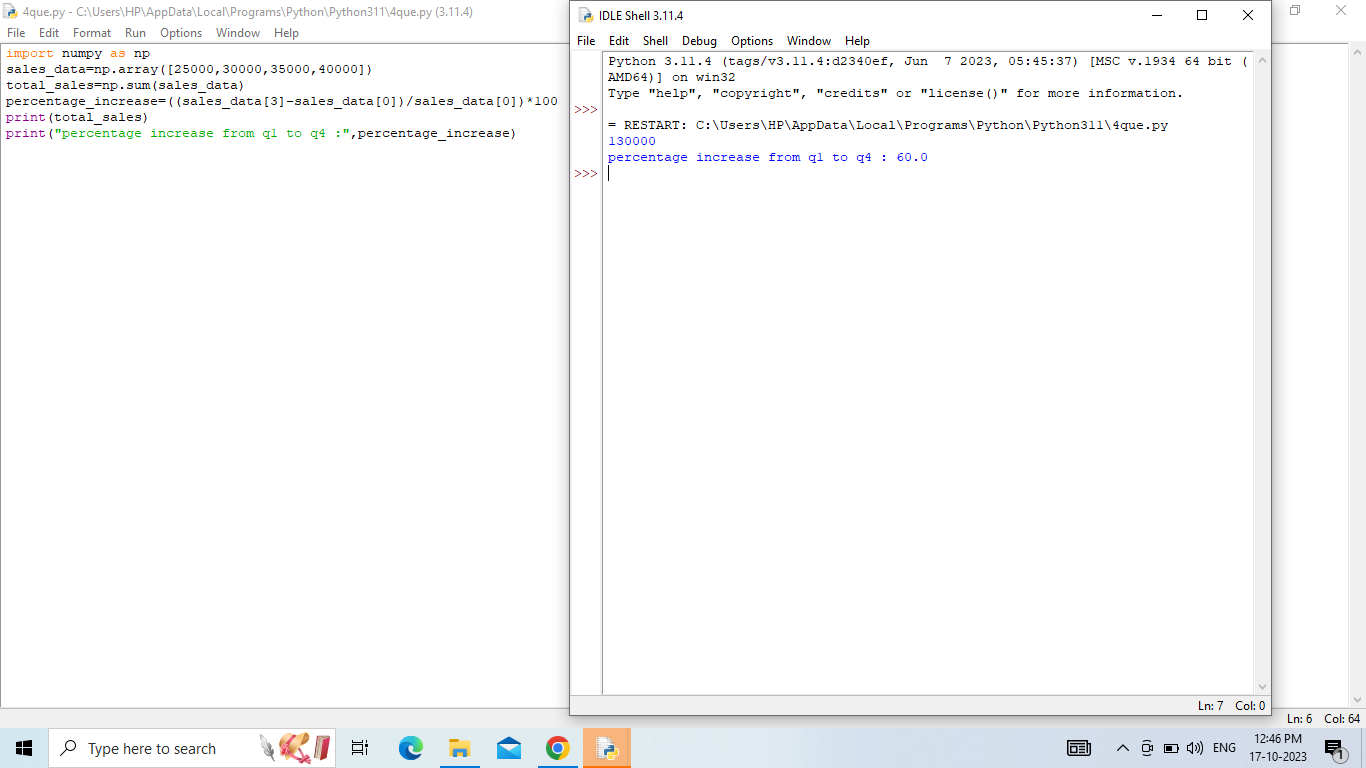 4que.py - C:\Users\HP\AppData\Local\Programs\Python\Python311\4que.py (3.11.4)
File Edit Format Run Options Window Help
import numpy as np
sales_data=np.array([25000,30000,35000,40000])
total_sales=np.sum(sales_data)
percentage_increase=((sales_data[3]-sales_data[0])/sales_data[0])*100
print(total_sales)
print("percentage increase from q1 to q4 :",percentage_increase)
IDLE Shell 3.11.4
File Edit Shell Debug Options Window Help
Python 3.11.4 (tags/v3.11.4:d2340ef, Jun  7 2023, 05:45:37) [MSC v.1934 64 bit (
AMD64)] on win32
Type "help", "copyright", "credits" or "license()" for more information.
>>>
= RESTART: C:\Users\HP\AppData\Local\Programs\Python\Python311\4que.py
130000
percentage increase from q1 to q4 : 60.0
>>>
Ln: 7 Col: 0
Ln: 6 Col: 64
Type here to search
ENG
12:46 PM
17-10-2023
1